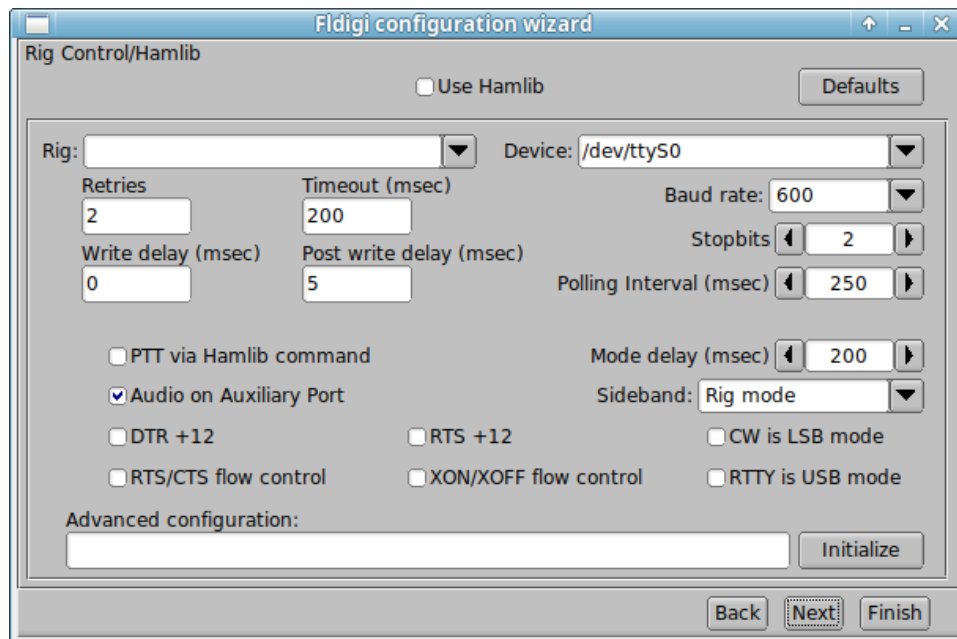 Fldigi configuration wizard
Rig Control/Hamlib
Use Hamlib Defaults
Rig: Device: /dev/ttyS0
Retries Timeout (msec) Baud rate: 600
2 200
Stopbits 2
Write delay (msec) Post write delay (msec)
0 5 Polling Interval (msec) 250
PTT via Hamlib command Mode delay (msec) 200
Audio on Auxiliary Port Sideband: Rig mode
DTR +12 RTS +12 CW is LSB mode
RTS/CTS flow control XON/XOFF flow control RTTY is USB mode
Advanced configuration:
Initialize
Back Next Finish